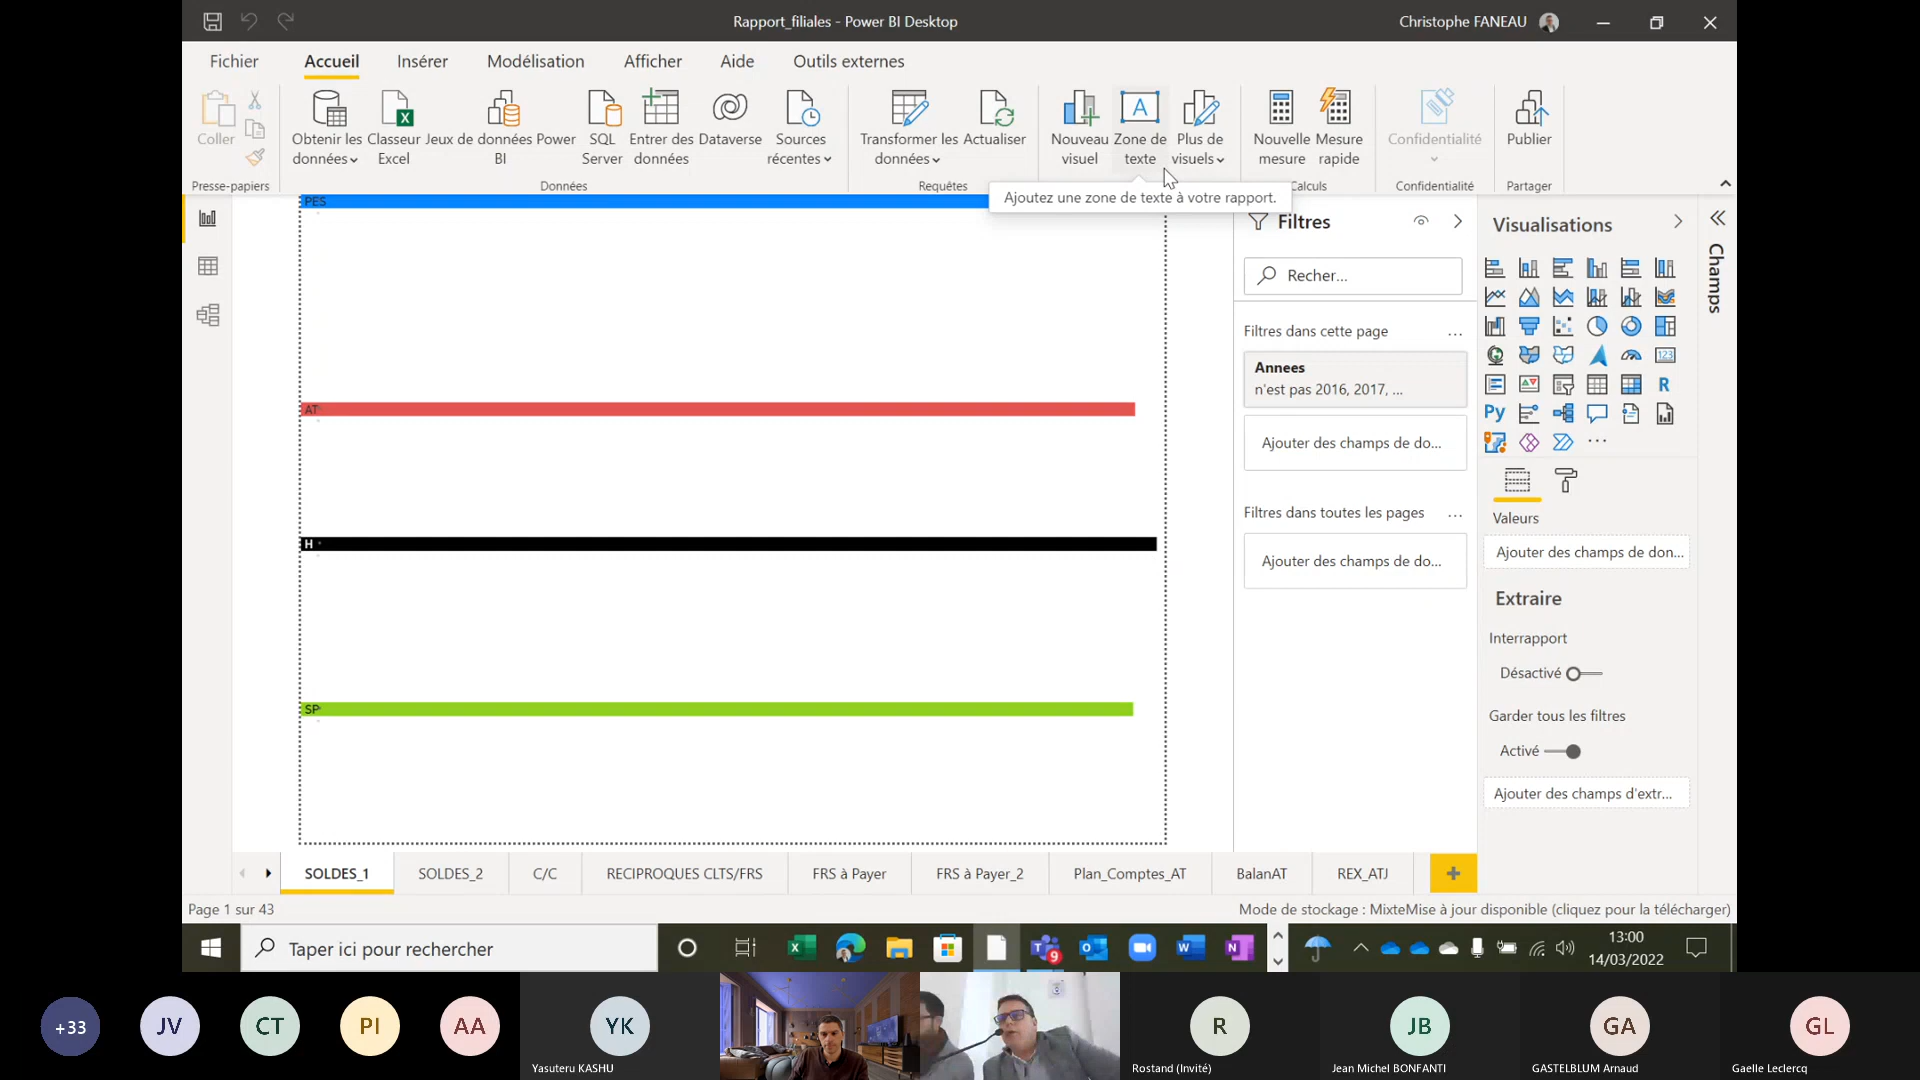 Rapport_filiales - Power BI Desktop
Christophe FANEAU
Fichier
Accueil
Insérer
Modélisation
Afficher
Aide
Outils externes
Coller
Obtenir les données
Classeur Excel
Jeux de données Power BI
SQL Server
Entrer des données
Dataverse
Sources récentes
Transformer les données
Actualiser
Nouveau visuel
Zone de texte
Plus de visuels
Nouvelle mesure
Mesure rapide
Confidentialité
Publier
Presse-papiers
Données
Requêtes
Calculs
Confidentialité
Partager
Ajoutez une zone de texte à votre rapport.
PES
AT
H
SP
Filtres
Recher...
Filtres dans cette page
...
Annees
n'est pas 2016, 2017, ...
Ajouter des champs de do...
Filtres dans toutes les pages
...
Ajouter des champs de do...
Visualisations
123
R
Py
...
Valeurs
Ajouter des champs de don...
Extraire
Interrapport
Désactivé
Garder tous les filtres
Activé
Ajouter des champs d'extr...
Champs
SOLDES_1
SOLDES_2
C/C
RECIPROQUES CLTS/FRS
FRS à Payer
FRS à Payer_2
Plan_Comptes_AT
BalanAT
REX_ATJ
+
Page 1 sur 43
Mode de stockage : MixteMise à jour disponible (cliquez pour la télécharger)
Taper ici pour rechercher
9
13:00
14/03/2022
+33
JV
CT
PI
AA
YK
Yasuteru KASHU
R
Rostand (Invité)
JB
Jean Michel BONFANTI
GA
GASTELBLUM Arnaud
GL
Gaelle Leclercq